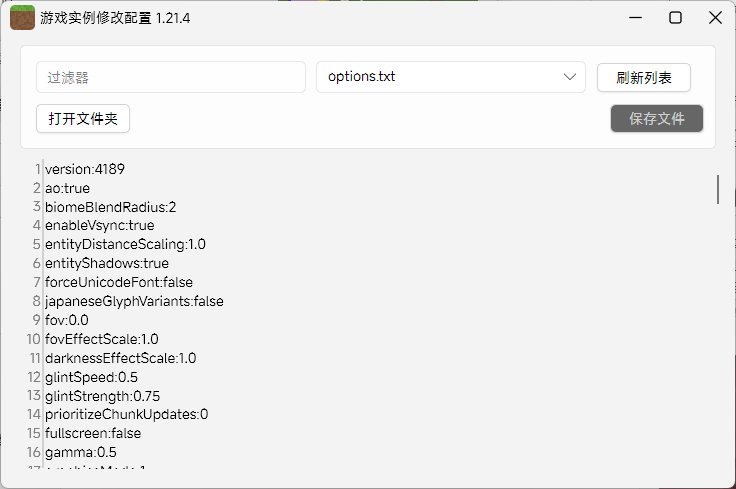 游戏实例修改配置 1.21.4
过滤器
options.txt
刷新列表
打开文件夹
保存文件
1 version:4189
2 ao:true
3 biomeBlendRadius:2
4 enableVsync:true
5 entityDistanceScaling:1.0
6 entityShadows:true
7 forceUnicodeFont:false
8 japaneseGlyphVariants:false
9 fov:0.0
10 fovEffectScale:1.0
11 darknessEffectScale:1.0
12 glintSpeed:0.5
13 glintStrength:0.75
14 prioritizeChunkUpdates:0
15 fullscreen:false
16 gamma:0.5